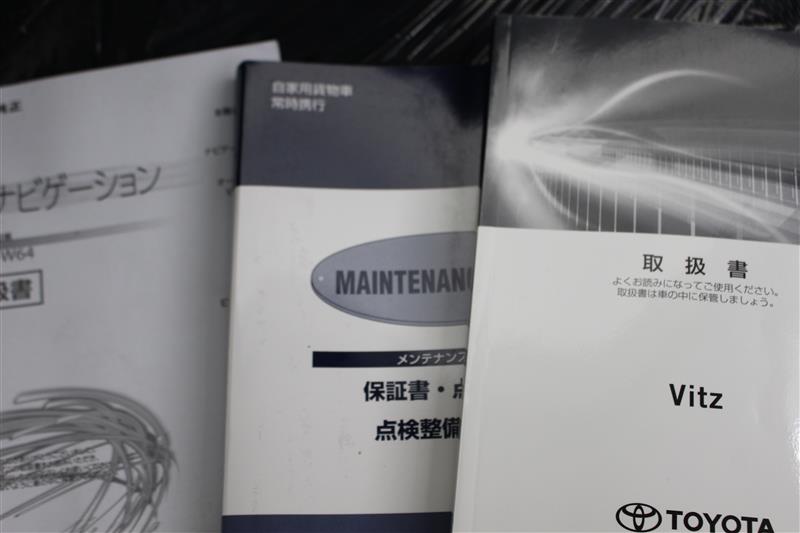 純正
ナビゲーション
W64
扱書
自家用貨物車
常時携行
MAINTENANC
メンテナンス
保証書・点
点検整備
取扱書
よくお読みになってご使用ください。
取扱書は車の中に保管しましょう。
Vitz
TOYOTA